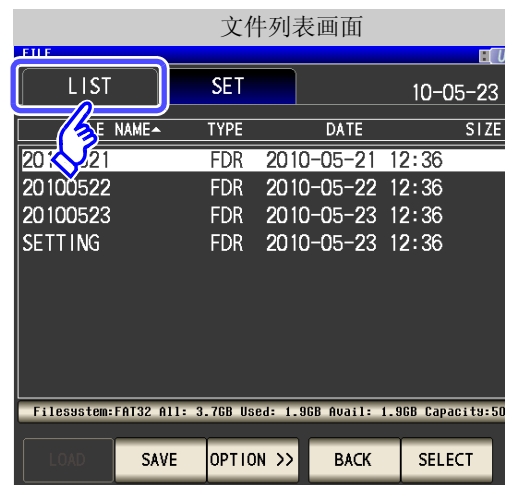 文件列表画面
FILE
LIST SET 10-05-23
NAME▲ TYPE DATE SIZE
20100521 FDR 2010-05-21 12:36
20100522 FDR 2010-05-22 12:36
20100523 FDR 2010-05-23 12:36
SETTING FDR 2010-05-23 12:36
Filesystem:FAT32 All: 3.7GB Used: 1.9GB Avail: 1.9GB Capacity:50
LOAD SAVE OPTION >> BACK SELECT